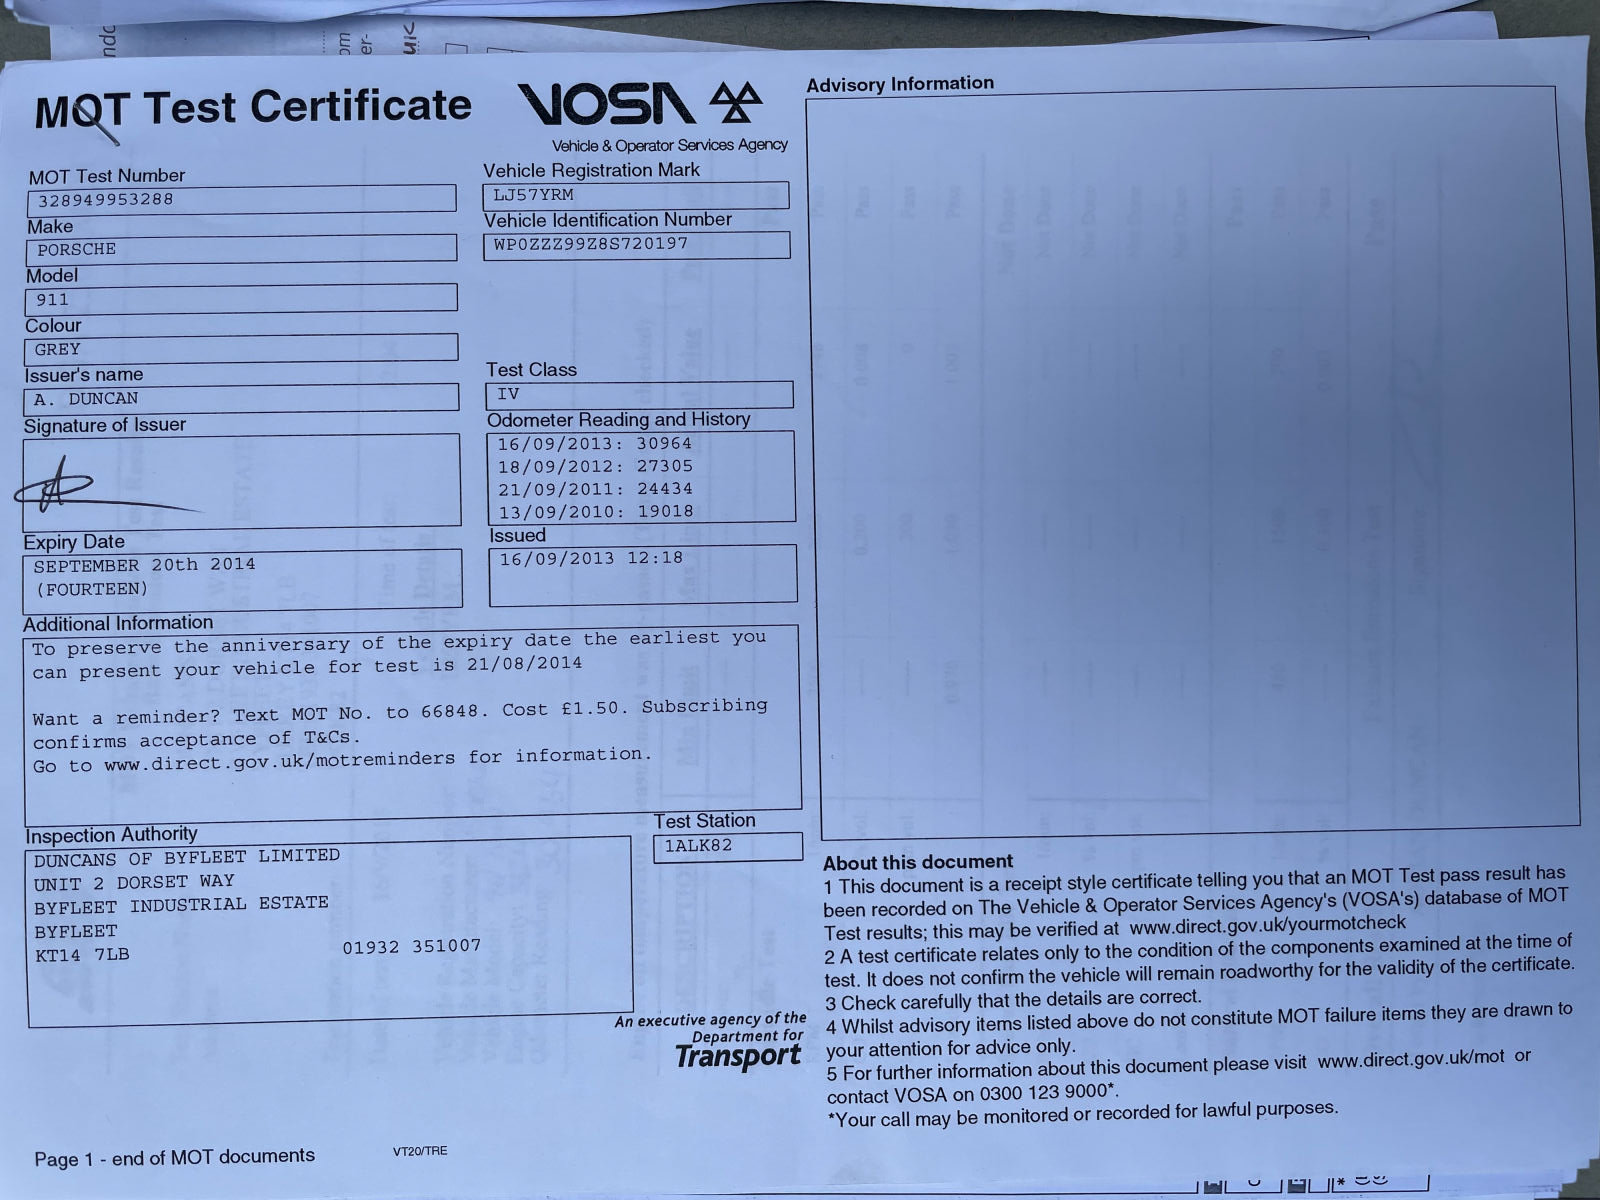 MOT Test Certificate
VOSA
Vehicle & Operator Services Agency
MOT Test Number
328949953288
Make
PORSCHE
Model
911
Colour
GREY
Issuer's name
A. DUNCAN
Signature of Issuer
Expiry Date
SEPTEMBER 20th 2014
(FOURTEEN)
Vehicle Registration Mark
LJ57YRM
Vehicle Identification Number
WP0ZZZ99Z8S720197
Test Class
IV
Odometer Reading and History
16/09/2013: 30964
18/09/2012: 27305
21/09/2011: 24434
13/09/2010: 19018
Issued
16/09/2013 12:18
Additional Information
To preserve the anniversary of the expiry date the earliest you
can present your vehicle for test is 21/08/2014
Want a reminder? Text MOT No. to 66848. Cost £1.50. Subscribing
confirms acceptance of T&Cs.
Go to www.direct.gov.uk/motreminders for information.
Inspection Authority
DUNCANS OF BYFLEET LIMITED
UNIT 2 DORSET WAY
BYFLEET INDUSTRIAL ESTATE
BYFLEET
KT14 7LB 01932 351007
Test Station
1ALK82
An executive agency of the
Department for
Transport
Page 1 - end of MOT documents
VT20/TRE
Advisory Information
About this document
1 This document is a receipt style certificate telling you that an MOT Test pass result has
been recorded on The Vehicle & Operator Services Agency's (VOSA's) database of MOT
Test results; this may be verified at www.direct.gov.uk/yourmotcheck
2 A test certificate relates only to the condition of the components examined at the time of
test. It does not confirm the vehicle will remain roadworthy for the validity of the certificate.
3 Check carefully that the details are correct.
4 Whilst advisory items listed above do not constitute MOT failure items they are drawn to
your attention for advice only.
5 For further information about this document please visit www.direct.gov.uk/mot or
contact VOSA on 0300 123 9000*.
*Your call may be monitored or recorded for lawful purposes.